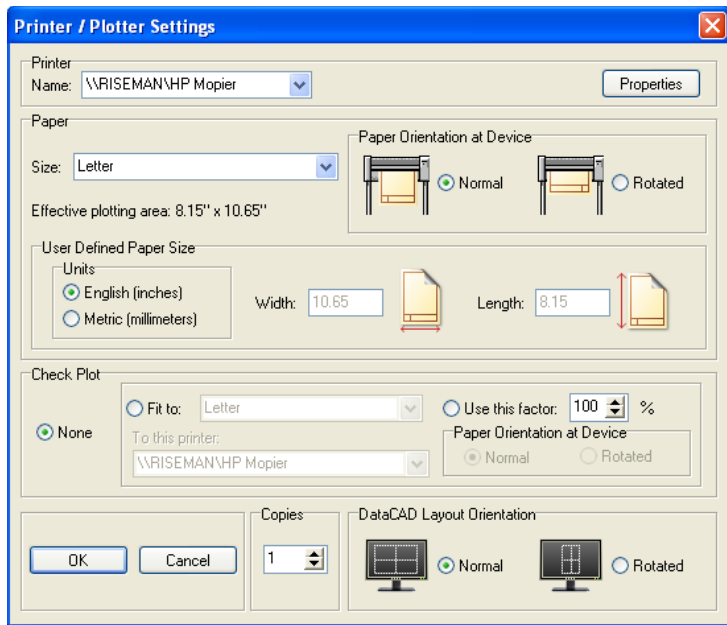 Printer / Plotter Settings
Printer
Name: \\RISEMAN\HP Mopier
Properties
Paper
Size: Letter
Effective plotting area: 8.15" x 10.65"
Paper Orientation at Device
Normal
Rotated
User Defined Paper Size
Units
English (inches)
Metric (millimeters)
Width: 10.65
Length: 8.15
Check Plot
None
Fit to: Letter
To this printer:
\\RISEMAN\HP Mopier
Use this factor: 100 %
Paper Orientation at Device
Normal
Rotated
OK
Cancel
Copies
1
DataCAD Layout Orientation
Normal
Rotated